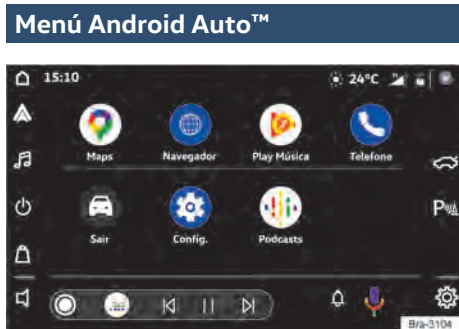 Menú Android Auto™
15:10
24°C
Maps
Navegador
Play Música
Telefone
P
Sair
Config.
Podcasts
Bra-3104